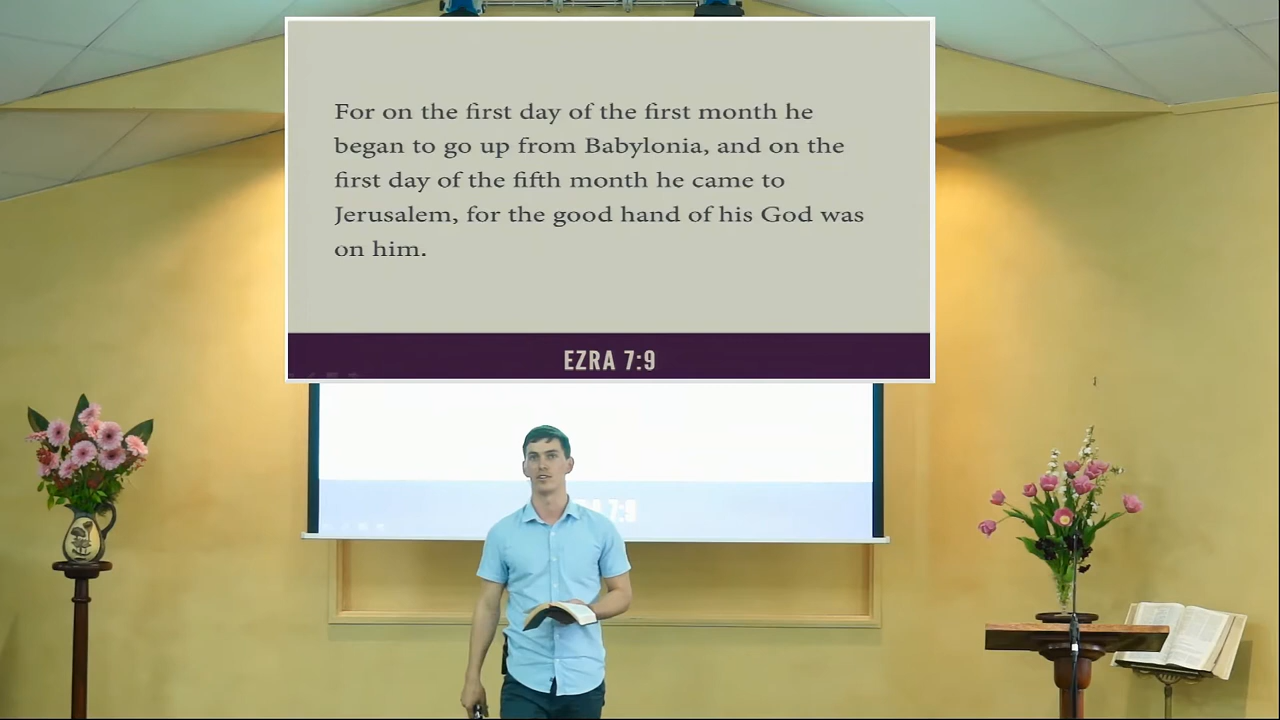 For on the first day of the first month he
began to go up from Babylonia, and on the
first day of the fifth month he came to
Jerusalem, for the good hand of his God was
on him.
EZRA 7:9
7:9